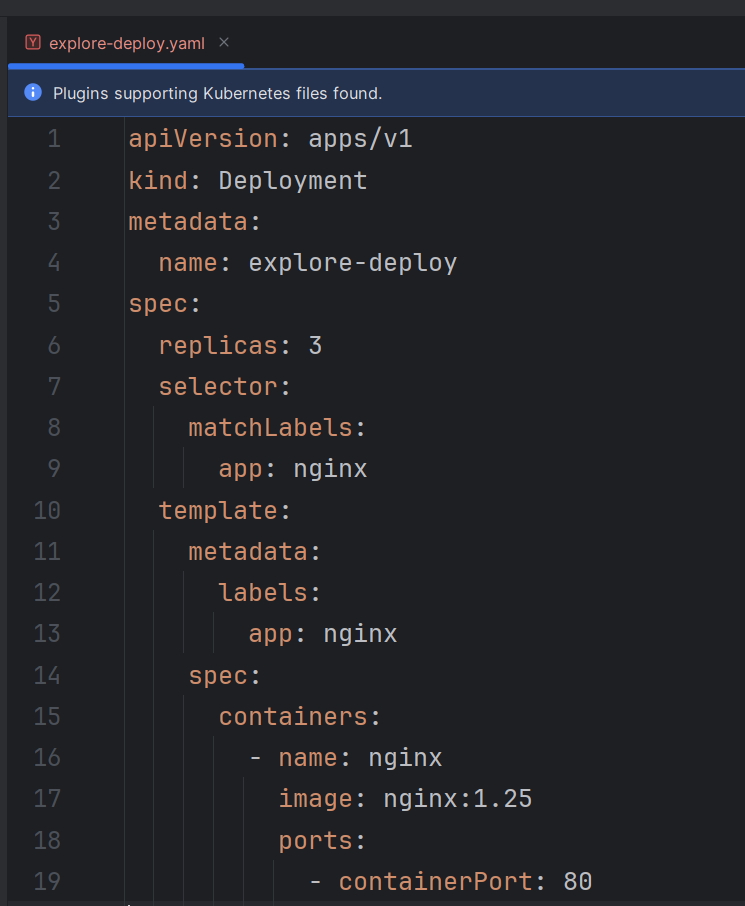 explore-deploy.yaml
Plugins supporting Kubernetes files found.
1 apiVersion: apps/v1
2 kind: Deployment
3 metadata:
4   name: explore-deploy
5 spec:
6   replicas: 3
7   selector:
8     matchLabels:
9       app: nginx
10   template:
11     metadata:
12       labels:
13         app: nginx
14     spec:
15       containers:
16         - name: nginx
17           image: nginx:1.25
18           ports:
19             - containerPort: 80